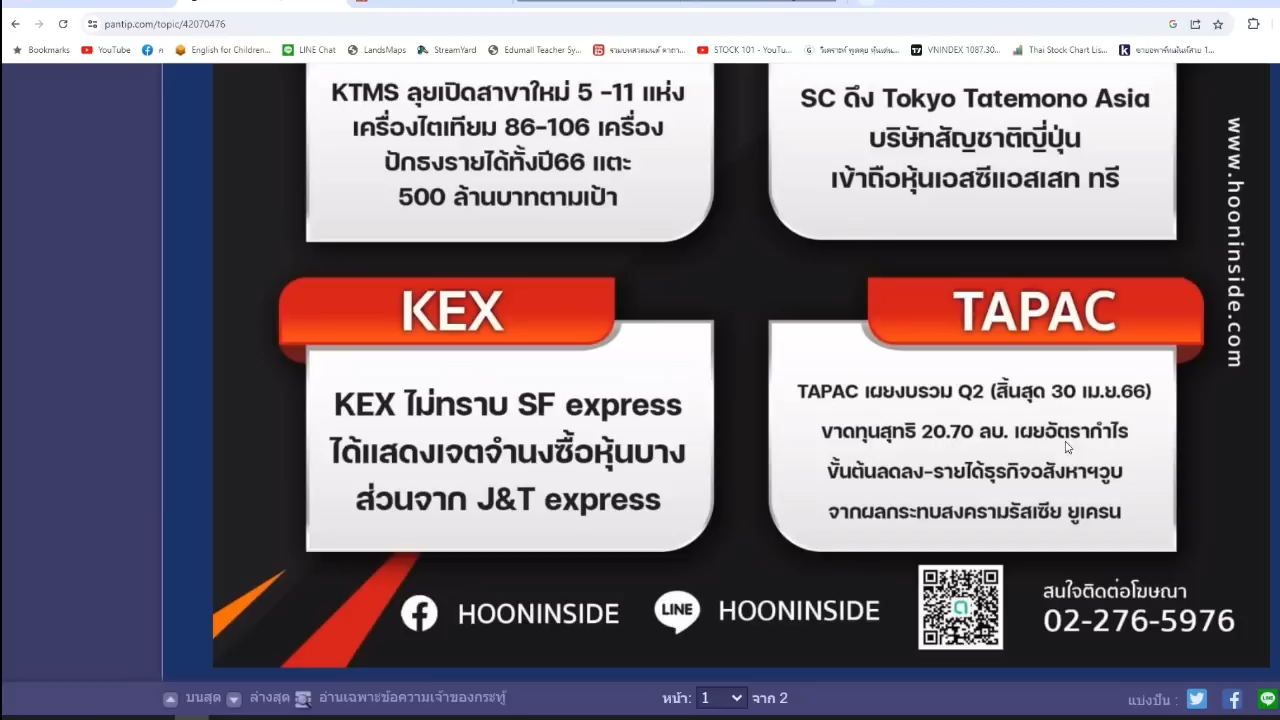 pantip.com/topic/42070476
Bookmarks
YouTube
English for Children...
LINE Chat
LandsMaps
StreamYard
Edumall Teacher Sy...
STOCK 101 - YouTu...
VNINDEX 1087.30...
Thai Stock Chart Lis...
KTMS ลุยเปิดสาขาใหม่ 5 -11 แห่ง
เครื่องไตเทียม 86-106 เครื่อง
ปักธงรายได้ทั้งปี66 แตะ
500 ล้านบาทตามเป้า
SC ดึง Tokyo Tatemono Asia
บริษัทสัญชาติญี่ปุ่น
เข้าถือหุ้นเอสซีแอสเสท ทรี
www.hooninside.com
KEX
KEX ไม่ทราบ SF express
ได้แสดงเจตจำนงซื้อหุ้นบาง
ส่วนจาก J&T express
TAPAC
TAPAC เผยงบรวม Q2 (สิ้นสุด 30 เม.ย.66)
ขาดทุนสุทธิ 20.70 ลบ. เผยอัตรากำไร
ขั้นต้นลดลง-รายได้ธุรกิจอสังหาฯวูบ
จากผลกระทบสงครามรัสเซีย ยูเครน
HOONINSIDE
LINE
HOONINSIDE
สนใจติดต่อโฆษณา
02-276-5976
บนสุด
ล่างสุด
อ่านเฉพาะข้อความเจ้าของกระทู้
หน้า: 1 จาก 2
แบ่งปัน :
LINE